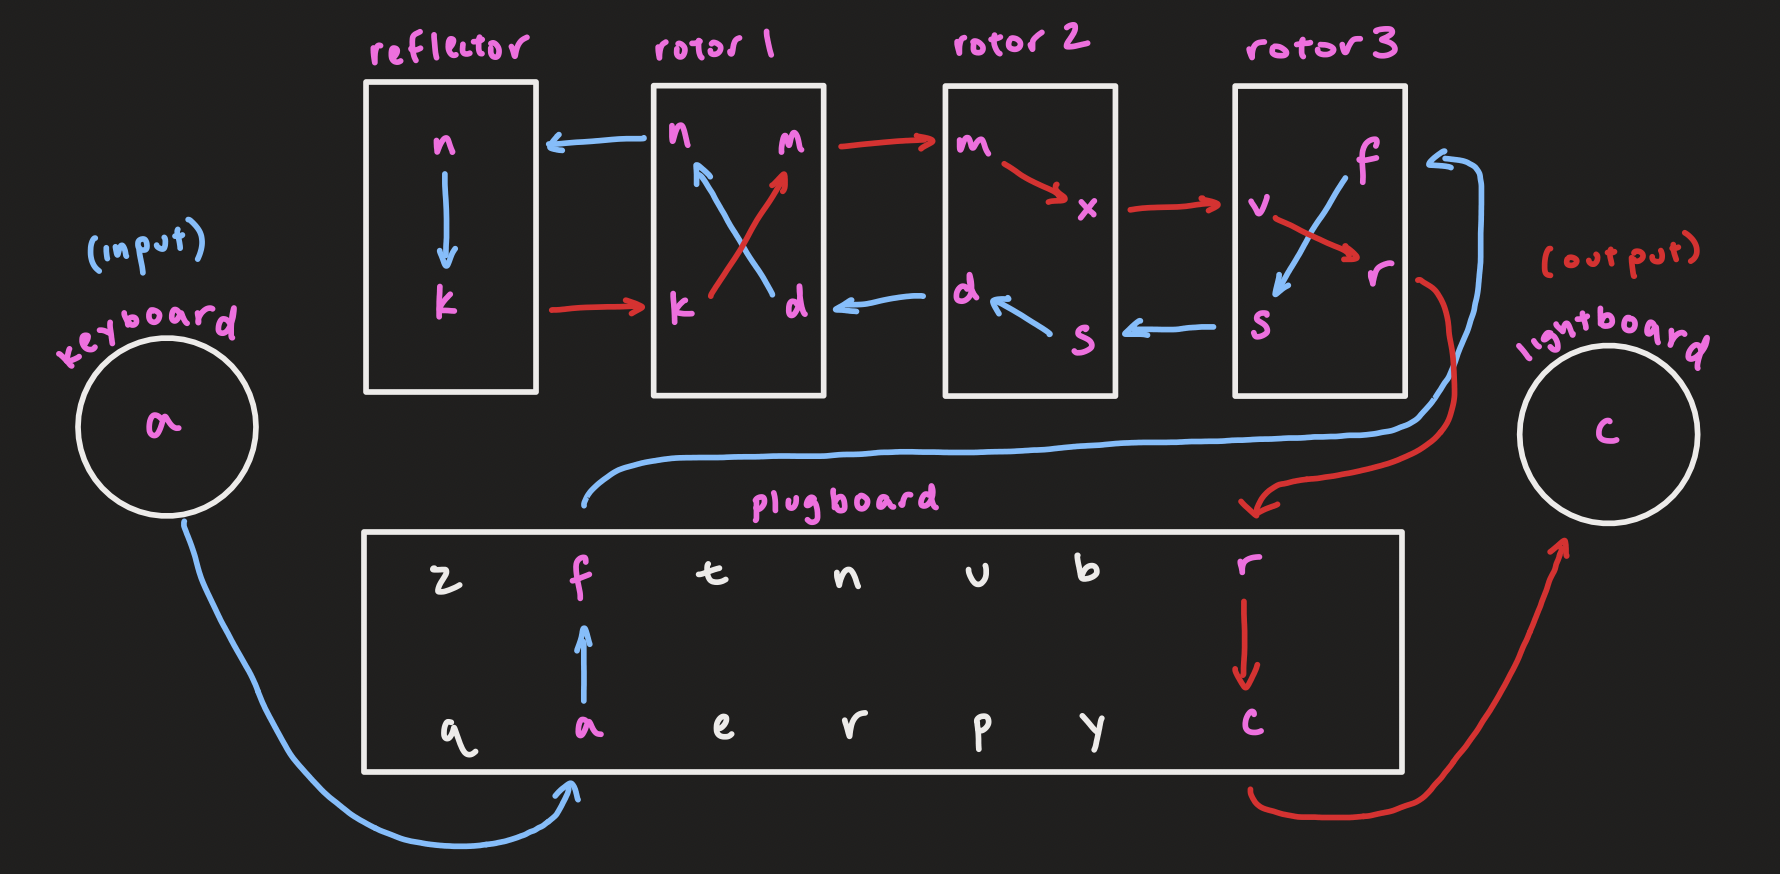 reflector rotor 1 rotor 2 rotor 3
n n m m f
x
v
(input)
(output)
r
k k d d s s
keyboard
lightboard
a c
plugboard
z f t n u b r
q a e r p y c